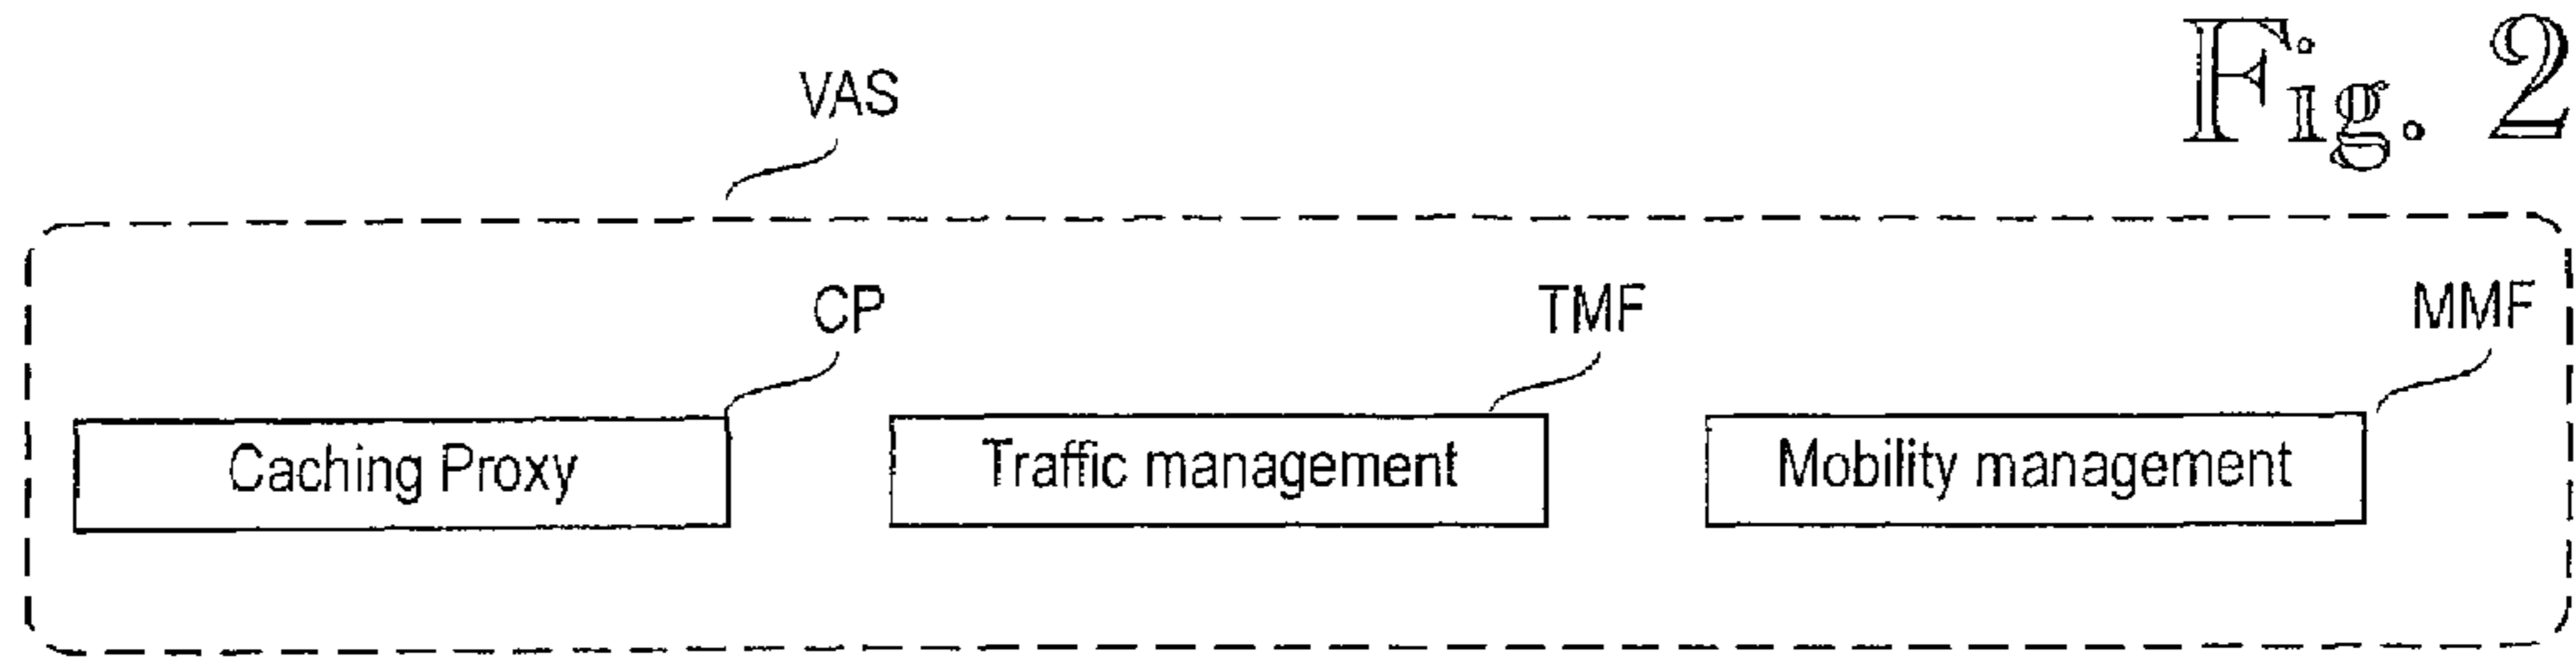 Fig. 2
VAS
CP
TMF
MMF
Caching Proxy
Traffic management
Mobility management